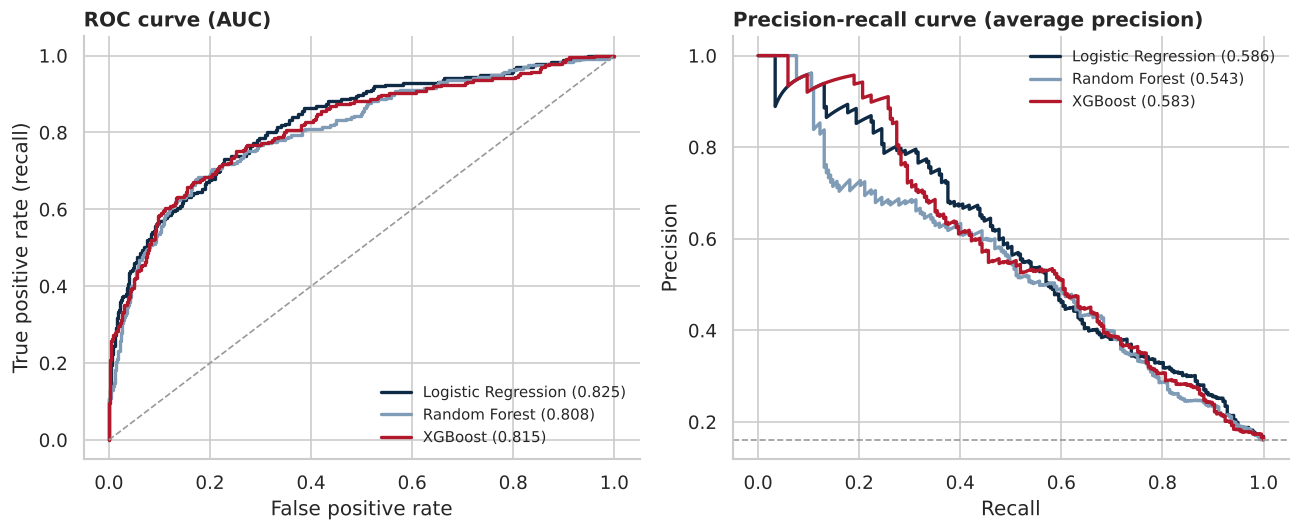 ROC curve (AUC)
1.0
0.8
0.6
0.4
0.2
0.0
True positive rate (recall)
Logistic Regression (0.825)
Random Forest (0.808)
XGBoost (0.815)
0.0 0.2 0.4 0.6 0.8 1.0
False positive rate
Precision-recall curve (average precision)
1.0
0.8
0.6
0.4
0.2
Precision
Logistic Regression (0.586)
Random Forest (0.543)
XGBoost (0.583)
0.0 0.2 0.4 0.6 0.8 1.0
Recall